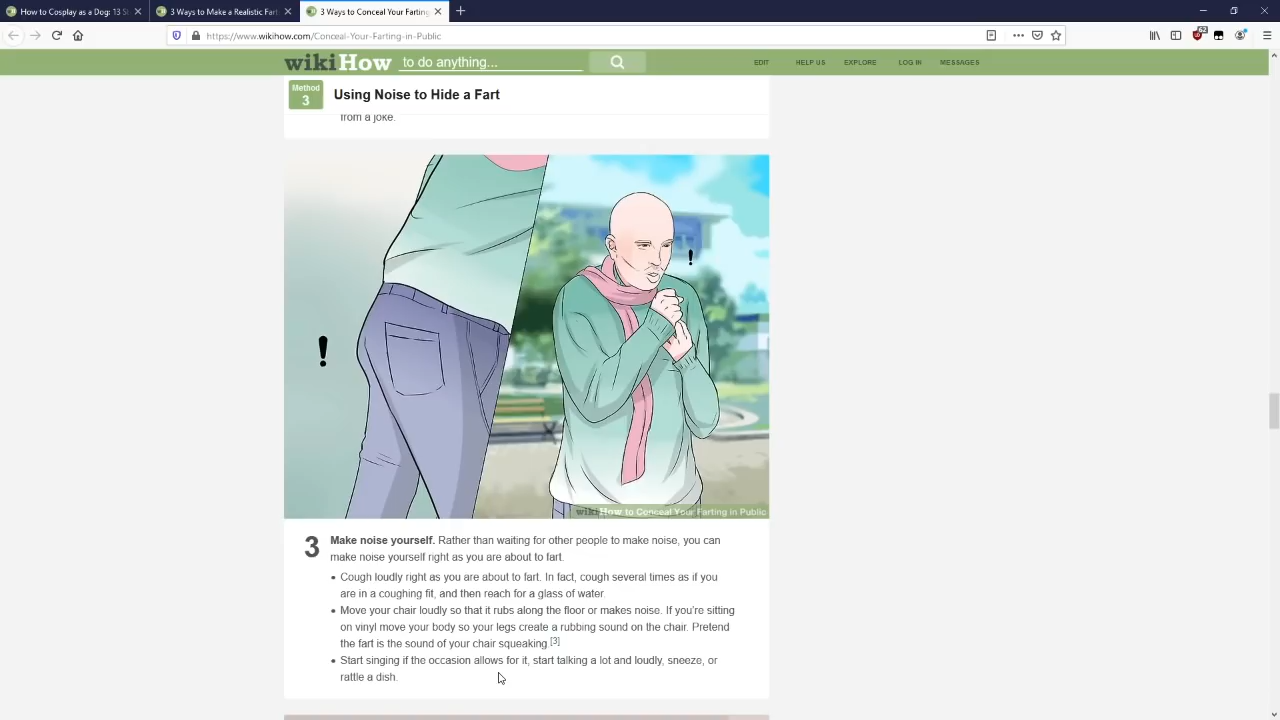 How to Cosplay as a Dog: 13 St
3 Ways to Make a Realistic Fart
3 Ways to Conceal Your Farting
https://www.wikihow.com/Conceal-Your-Farting-in-Public
wikiHow to do anything...
EDIT HELP US EXPLORE LOG IN MESSAGES
Method
3
Using Noise to Hide a Fart
from a joke.
!
!
wikiHow to Conceal Your Farting in Public
3 Make noise yourself. Rather than waiting for other people to make noise, you can
make noise yourself right as you are about to fart.
• Cough loudly right as you are about to fart. In fact, cough several times as if you
are in a coughing fit, and then reach for a glass of water.
• Move your chair loudly so that it rubs along the floor or makes noise. If you're sitting
on vinyl move your body so your legs create a rubbing sound on the chair. Pretend
the fart is the sound of your chair squeaking.[3]
• Start singing if the occasion allows for it, start talking a lot and loudly, sneeze, or
rattle a dish.